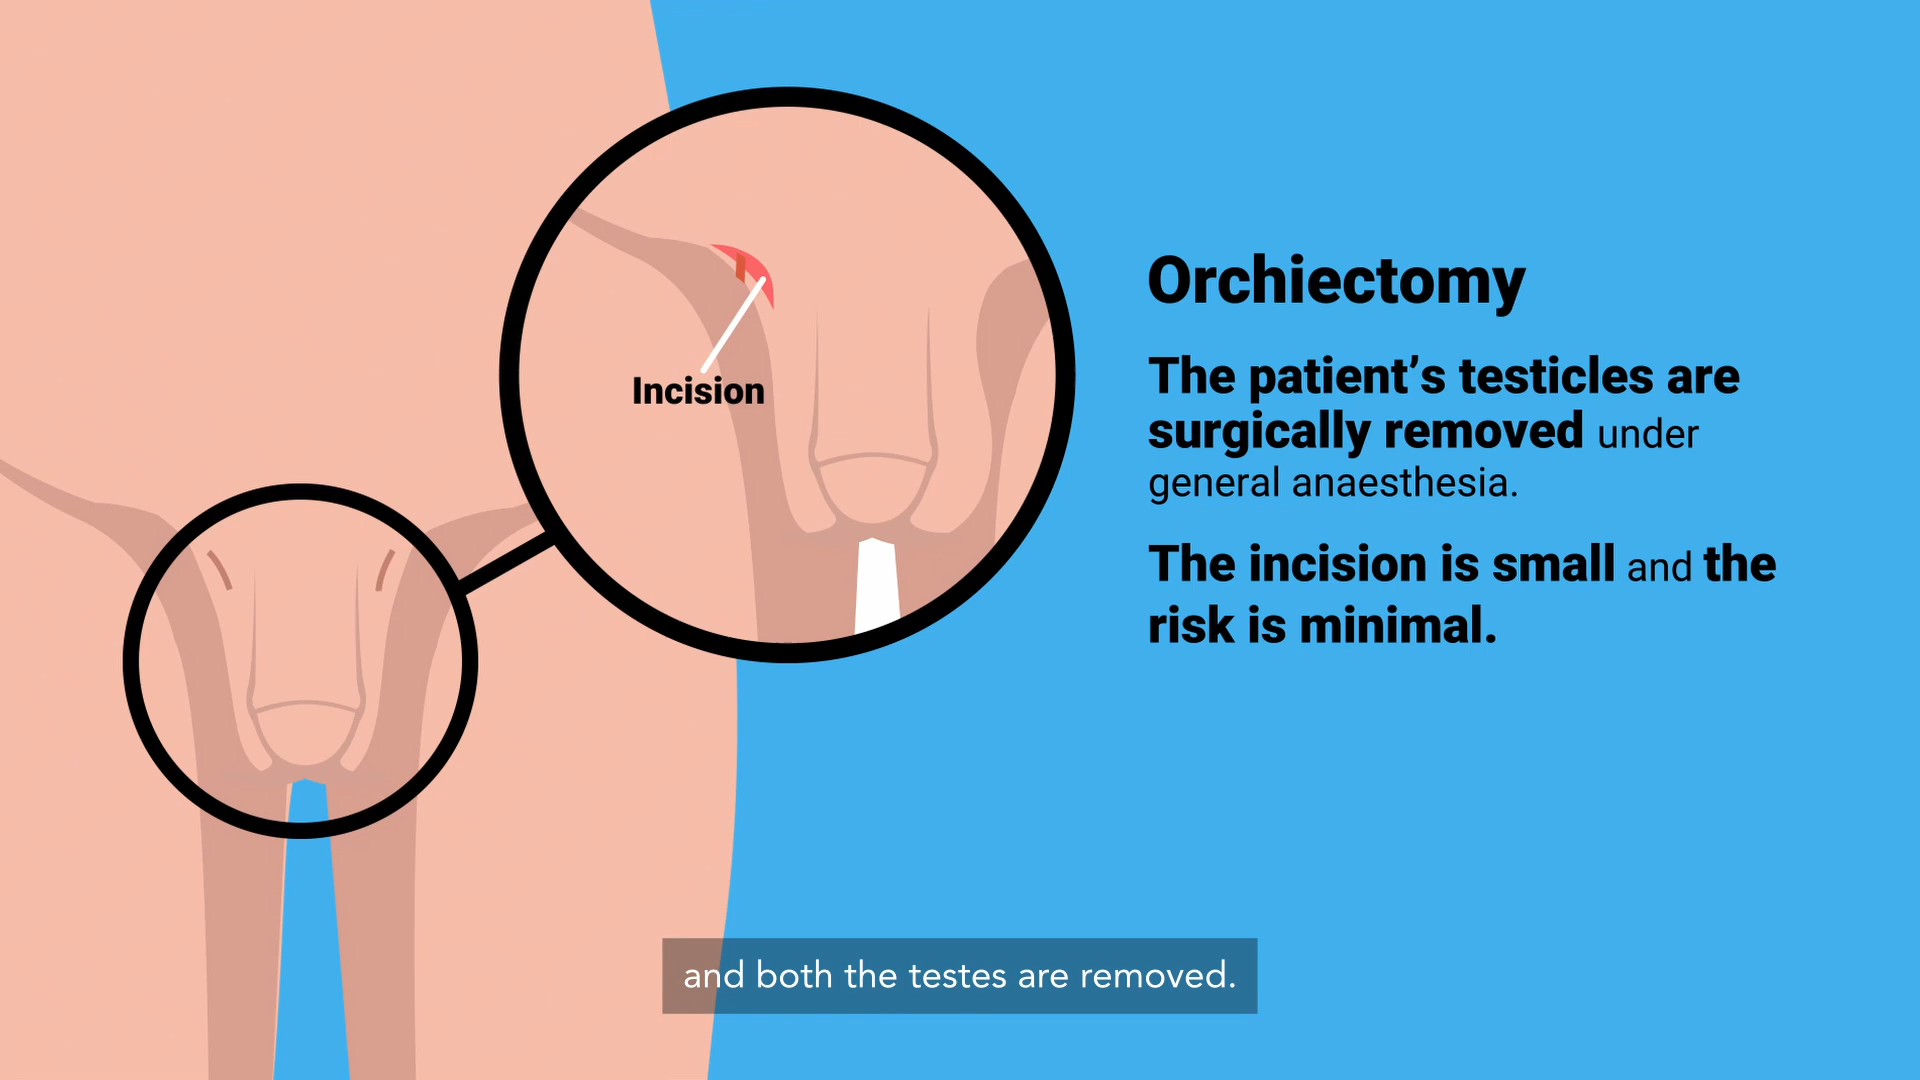 Orchiectomy
The patient’s testicles are
surgically removed under
general anaesthesia.
The incision is small and the
risk is minimal.
Incision
and both the testes are removed.